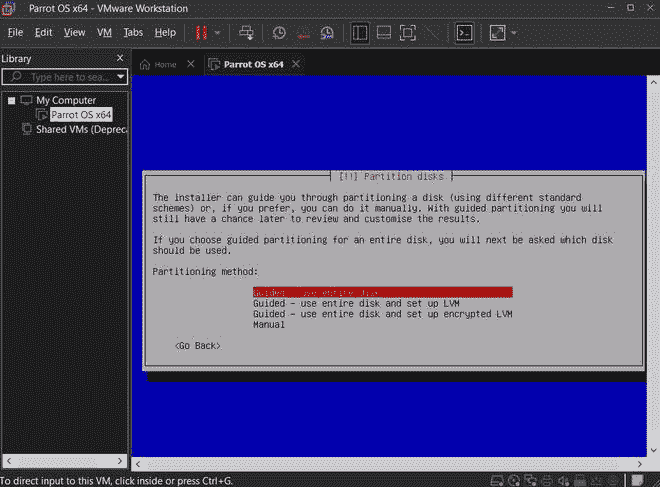 Parrot OS x64 - VMware Workstation
File Edit View VM Tabs Help
Library
Type here to sea...
My Computer
Parrot OS x64
Shared VMs (Depreca
Home
Parrot OS x64
[!!] Partition disks
The installer can guide you through partitioning a disk (using different standard
schemes) or, if you prefer, you can do it manually. With guided partitioning you will
still have a chance later to review and customise the results.
If you choose guided partitioning for an entire disk, you will next be asked which disk
should be used.
Partitioning method:
Guided - use entire disk
Guided - use entire disk and set up LVM
Guided - use entire disk and set up encrypted LVM
Manual
<Go Back>
To direct input to this VM, click inside or press Ctrl+G.